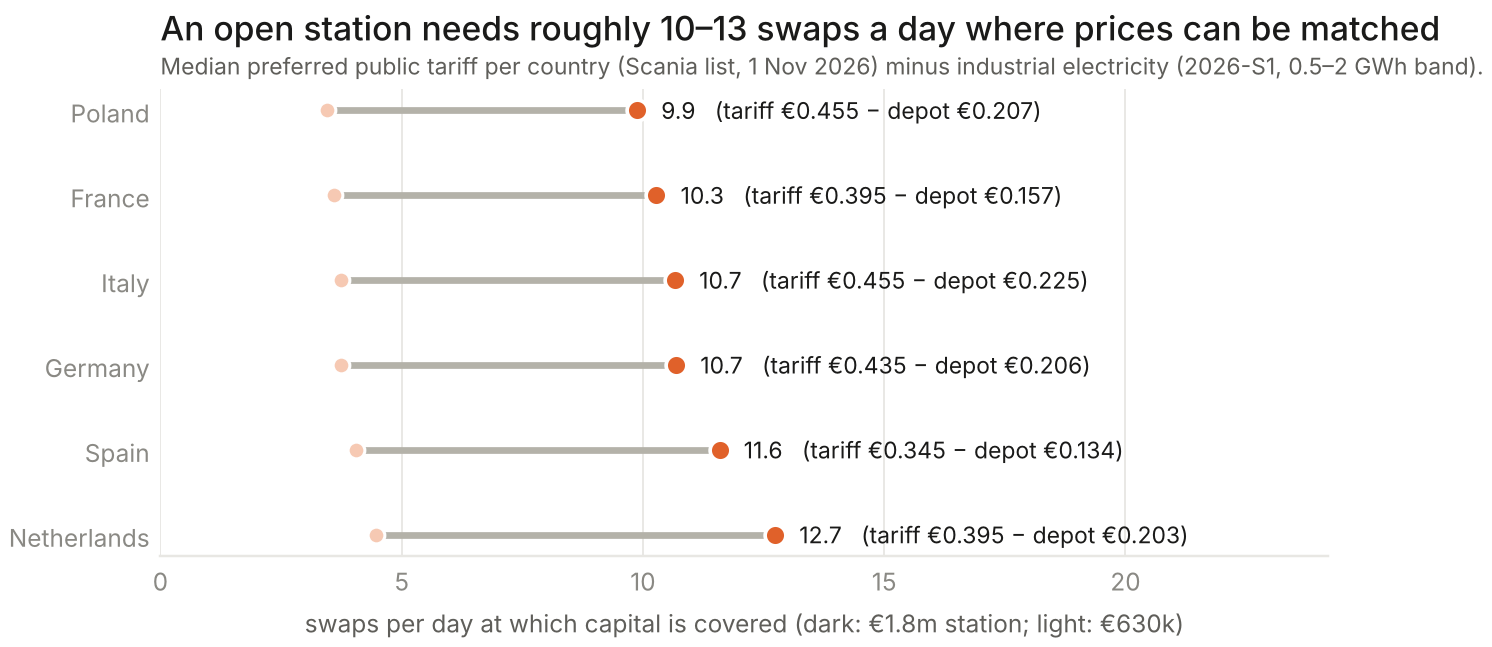 An open station needs roughly 10–13 swaps a day where prices can be matched
Median preferred public tariff per country (Scania list, 1 Nov 2026) minus industrial electricity (2026-S1, 0.5–2 GWh band).
Poland 9.9 (tariff €0.455 − depot €0.207)
France 10.3 (tariff €0.395 − depot €0.157)
Italy 10.7 (tariff €0.455 − depot €0.225)
Germany 10.7 (tariff €0.435 − depot €0.206)
Spain 11.6 (tariff €0.345 − depot €0.134)
Netherlands 12.7 (tariff €0.395 − depot €0.203)
0 5 10 15 20
swaps per day at which capital is covered (dark: €1.8m station; light: €630k)